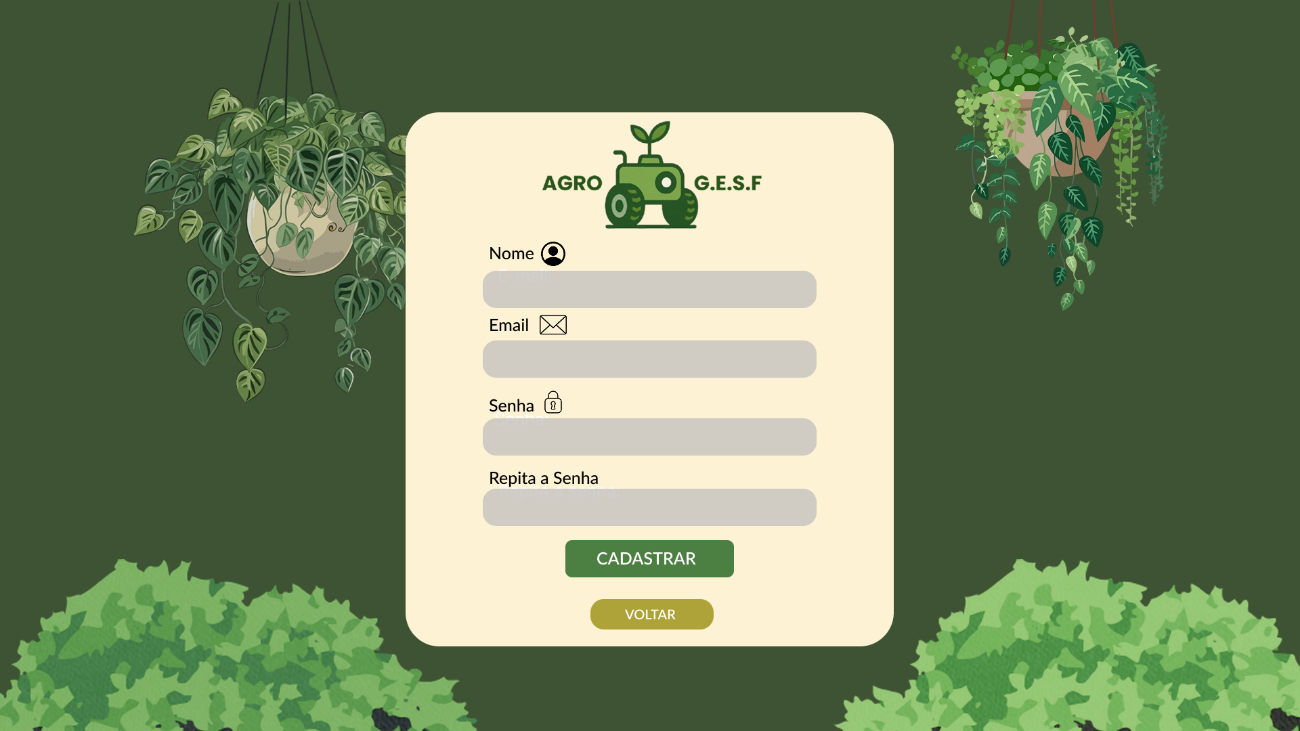 AGRO G.E.S.F
Nome
Email
Senha
Repita a Senha
CADASTRAR
VOLTAR